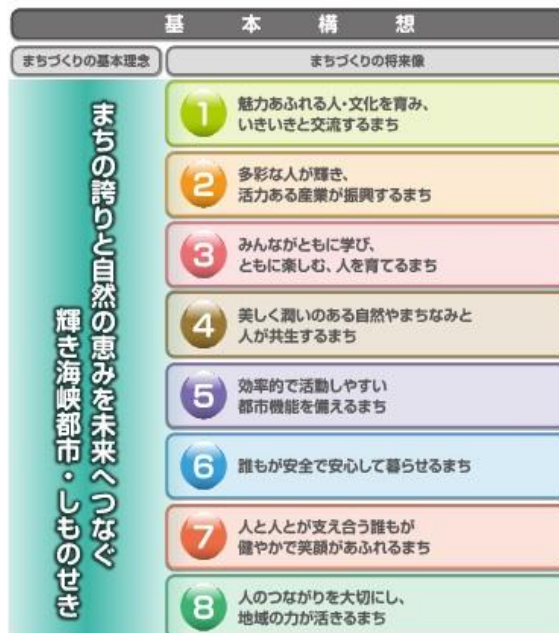 基本構想
まちづくりの基本理念
まちづくりの将来像
まちの誇りと自然の恵みを未来へつなぐ
輝き海峡都市・しものせき
1
魅力あふれる人・文化を育み、
いきいきと交流するまち
2
多彩な人が輝き、
活力ある産業が振興するまち
3
みんながともに学び、
ともに楽しむ、人を育てるまち
4
美しく潤いのある自然やまちなみと
人が共生するまち
5
効率的で活動しやすい
都市機能を備えるまち
6
誰もが安全で安心して暮らせるまち
7
人と人とが支え合う誰もが
健やかで笑顔があふれるまち
8
人のつながりを大切にし、
地域の力が活きるまち